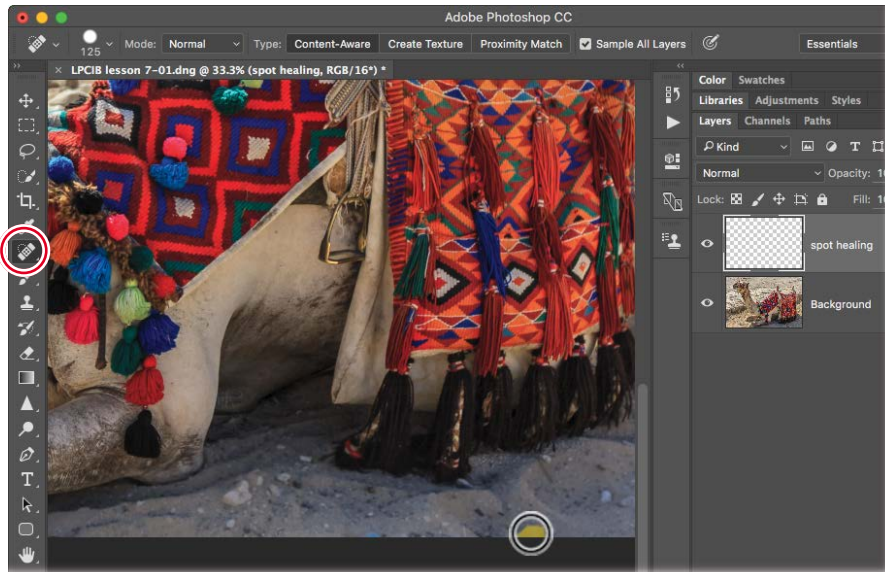 Adobe Photoshop CC
125 Mode: Normal Type: Content-Aware Create Texture Proximity Match Sample All Layers Essentials
× LPCIB lesson 7-01.dng @ 33.3% (spot healing, RGB/16*) *
Color Swatches
Libraries Adjustments Styles
Layers Channels Paths
Kind
Normal Opacity:
Lock: Fill:
spot healing
Background